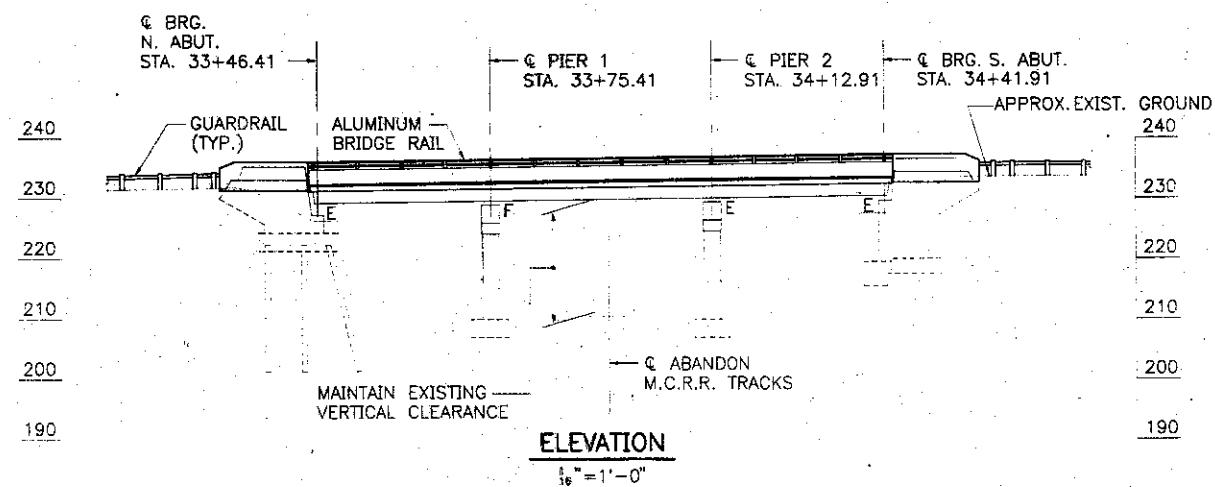 ℄ BRG.
N. ABUT.
STA. 33+46.41
℄ PIER 1
STA. 33+75.41
℄ PIER 2
STA. 34+12.91
℄ BRG. S. ABUT.
STA. 34+41.91
APPROX. EXIST. GROUND
GUARDRAIL
(TYP.)
ALUMINUM
BRIDGE RAIL
240
230
220
210
200
190
240
230
220
210
200
190
E
F
E
E
℄ ABANDON
M.C.R.R. TRACKS
MAINTAIN EXISTING
VERTICAL CLEARANCE
ELEVATION
"=1'-0"